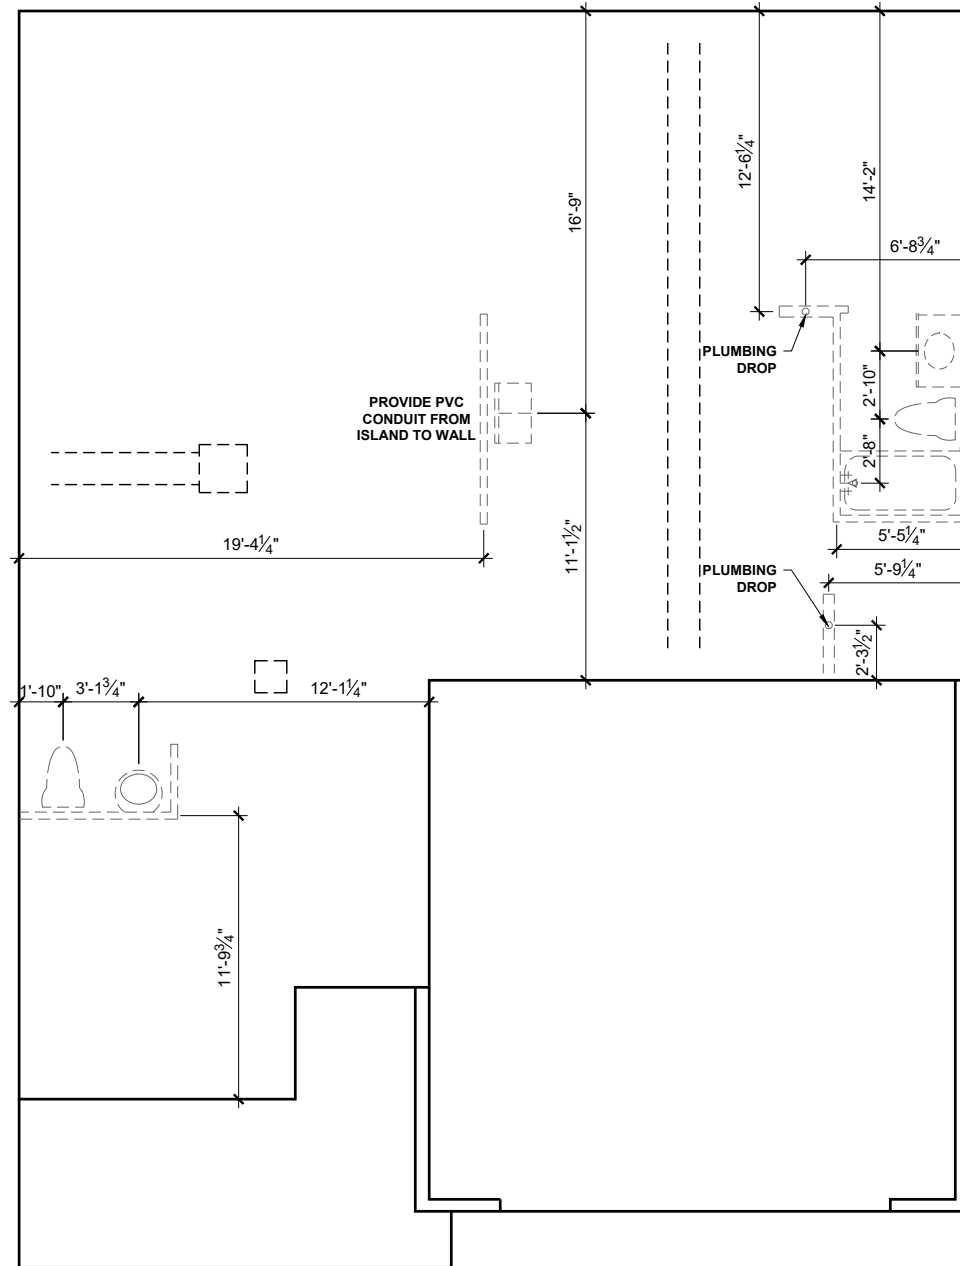 12'-6¼"
14'-2"
16'-9"
6'-8¾"
PLUMBING
DROP
2'-10"
PROVIDE PVC
CONDUIT FROM
ISLAND TO WALL
2'-8"
19'-4¼"
11'-1½"
5'-5¼"
PLUMBING
DROP
5'-9¼"
2'-3½"
1'-10"
3'-1¾"
12'-1¼"
11'-9¾"